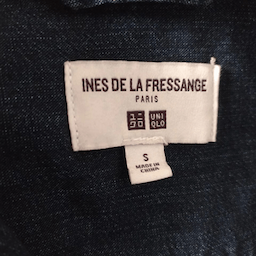 INES DE LA FRESSANGE
PARIS
ユニ UNI
クロ QLO
S
MADE IN
CHINA